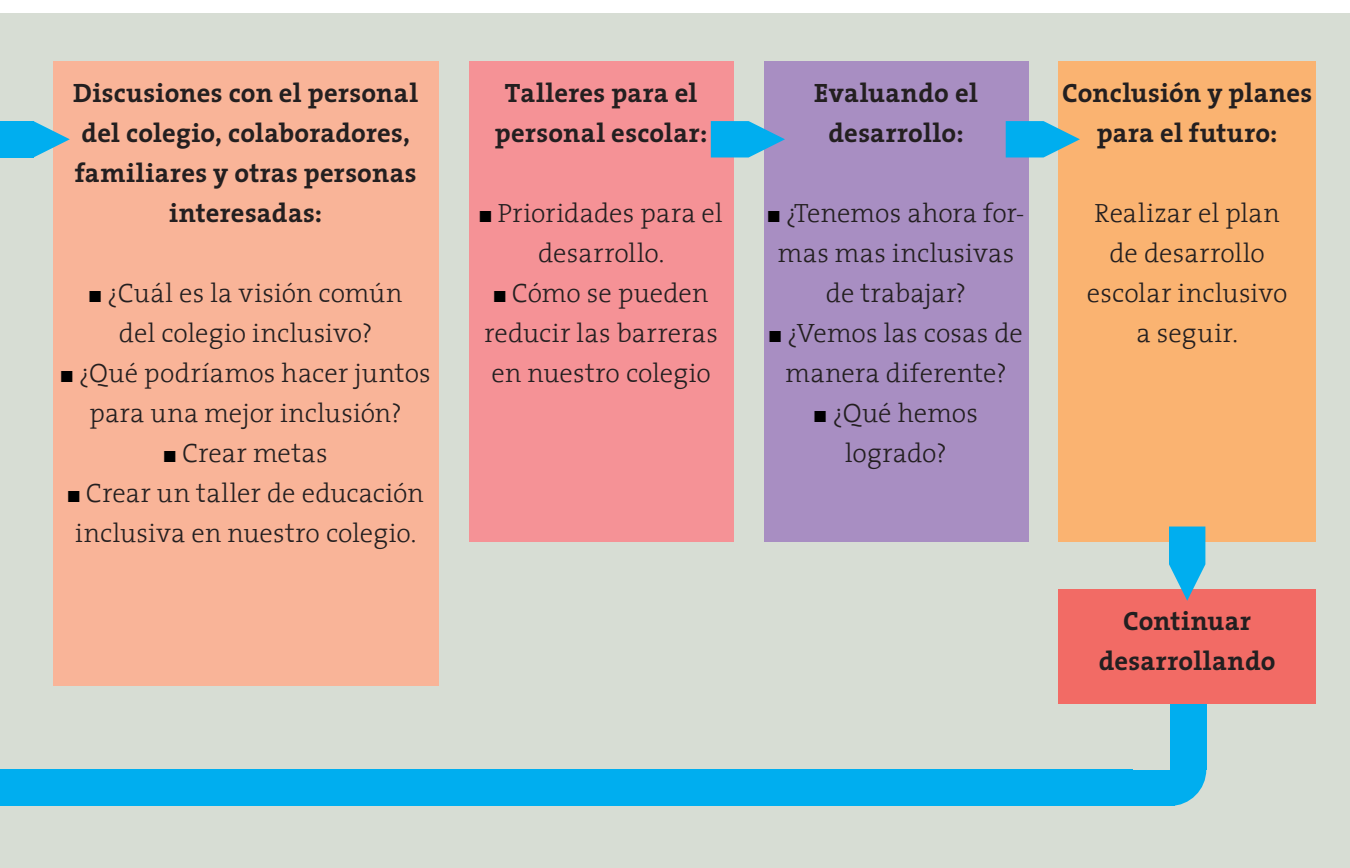 Discusiones con el personal
del colegio, colaboradores,
familiares y otras personas
interesadas:
■ ¿Cuál es la visión común
del colegio inclusivo?
■ ¿Qué podríamos hacer juntos
para una mejor inclusión?
■ Crear metas
■ Crear un taller de educación
inclusiva en nuestro colegio.
Talleres para el
personal escolar:
■ Prioridades para el
desarrollo.
■ Cómo se pueden
reducir las barreras
en nuestro colegio
Evaluando el
desarrollo:
■ ¿Tenemos ahora for-
mas mas inclusivas
de trabajar?
■ ¿Vemos las cosas de
manera diferente?
■ ¿Qué hemos
logrado?
Conclusión y planes
para el futuro:
Realizar el plan
de desarrollo
escolar inclusivo
a seguir.
Continuar
desarrollando